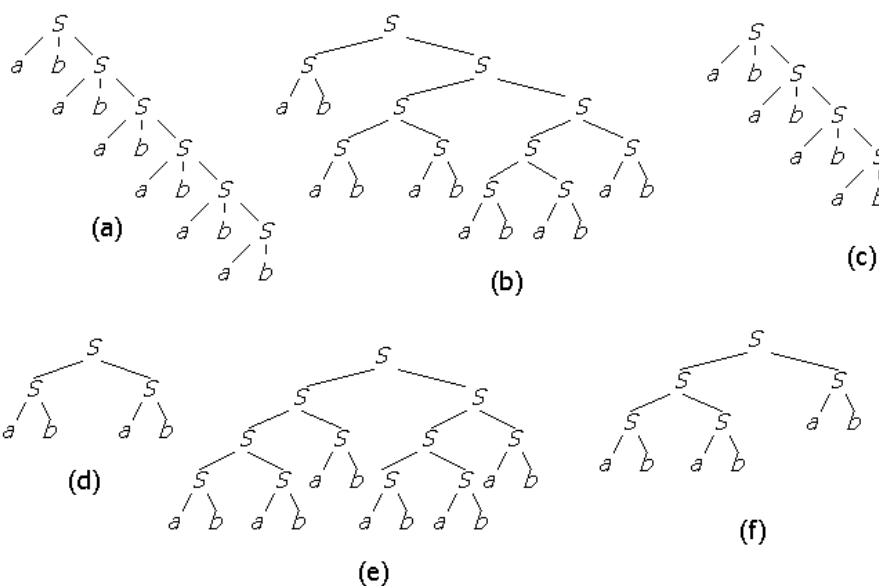 S
a b S
a b S
a b S
a b S
a b S
a b
(a)
S
S S
a b S S
S S S S
a b a b S S a b
a b a b
(b)
S
a b S
a b S
a b S
a b
(c)
S
S S
a b a b
(d)
S
S S
S S S S
S S a b S S a b
a b a b a b a b
(e)
S
S S
S S a b
a b a b
(f)